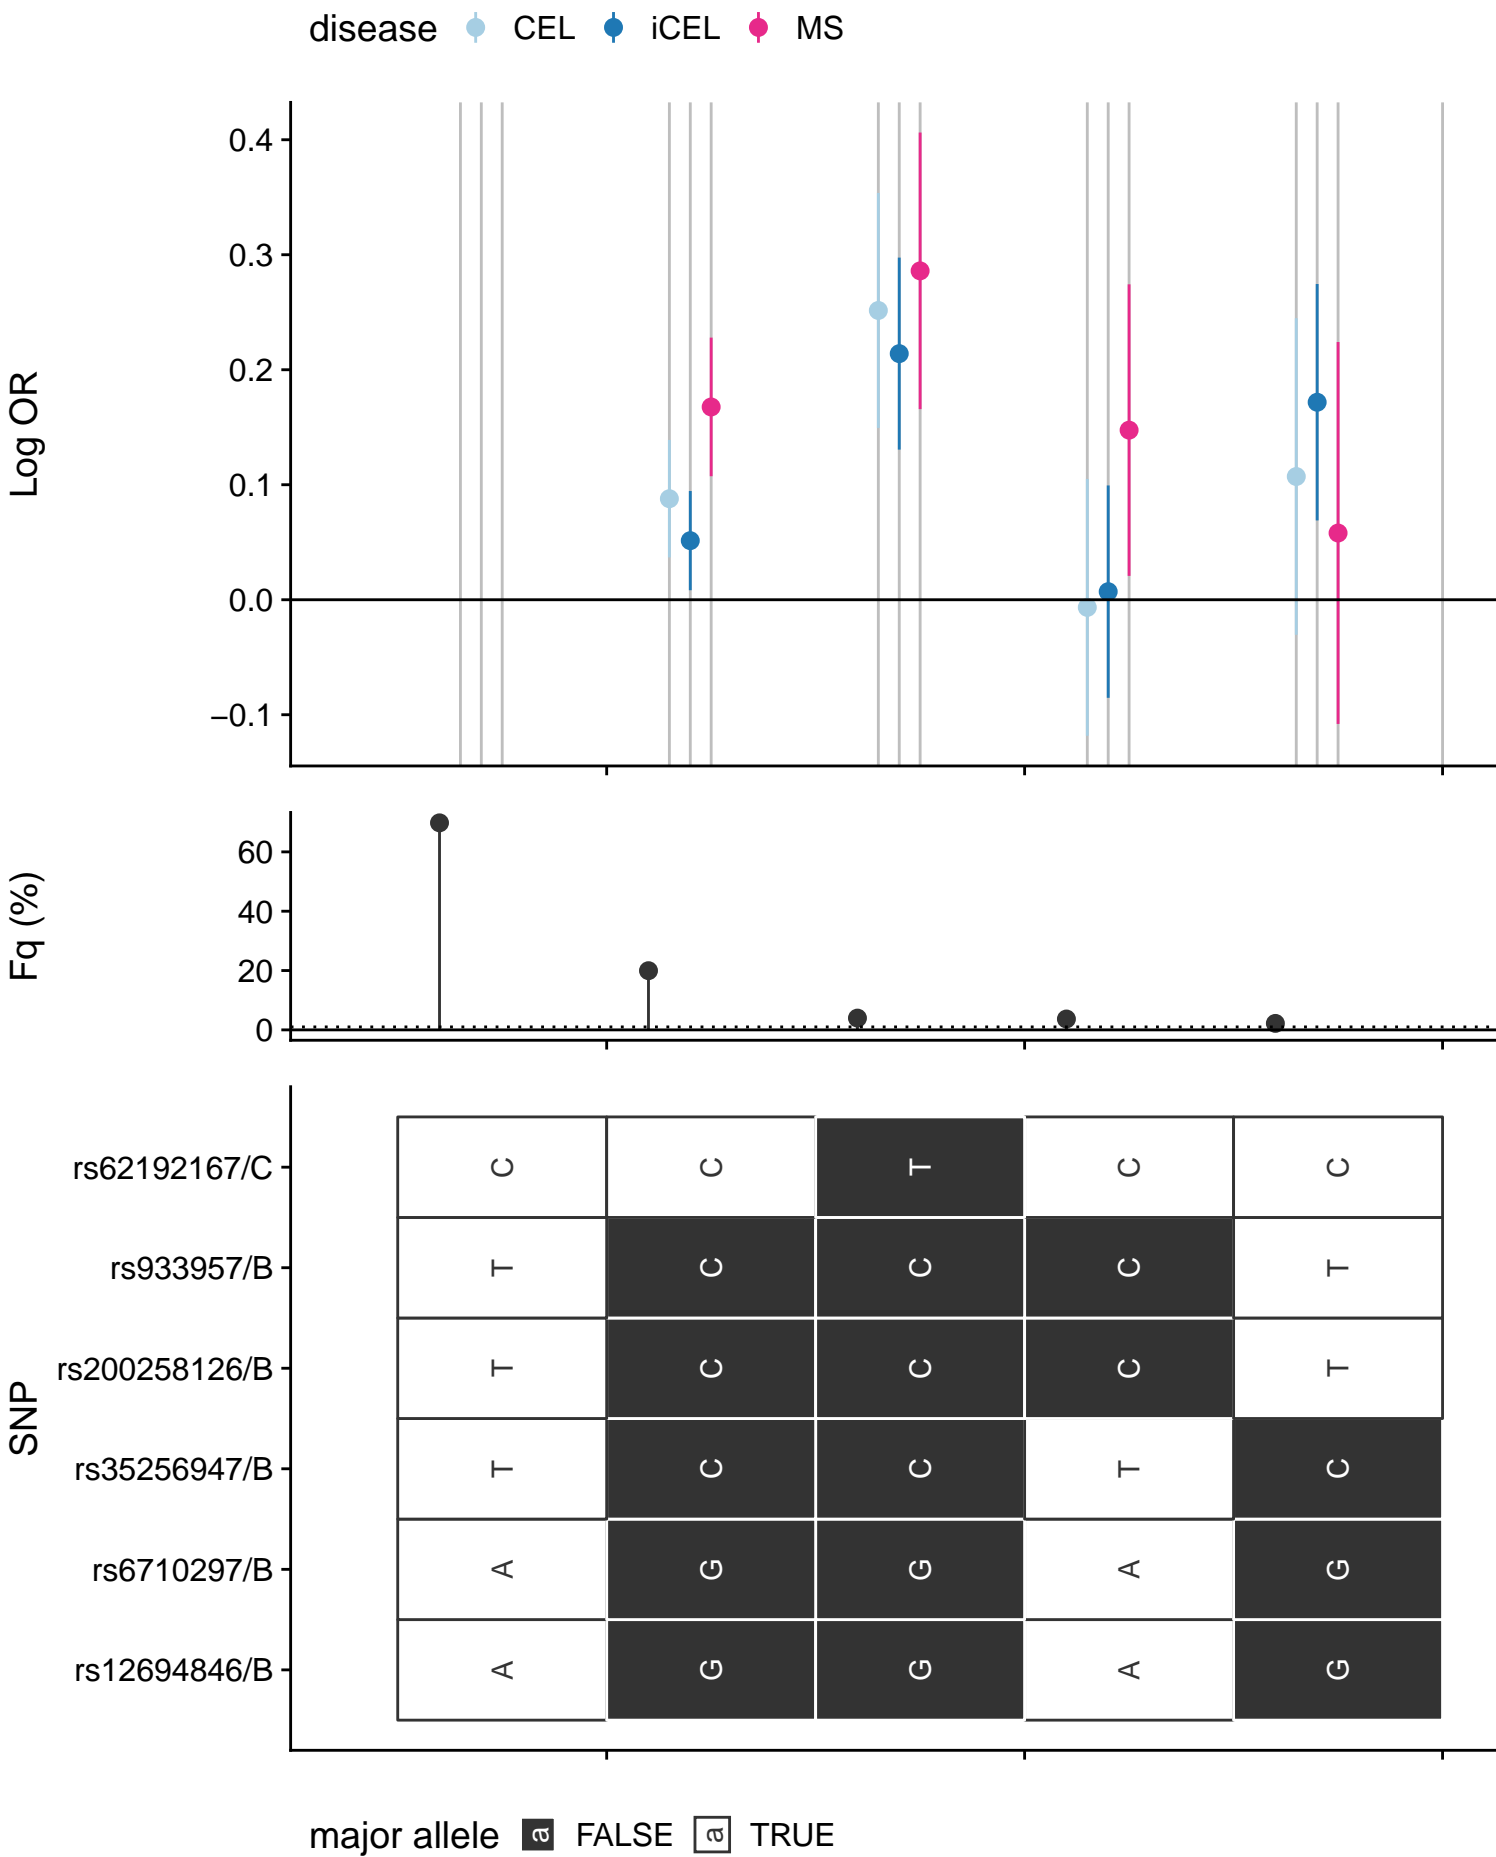 disease CEL iCEL MS
Log OR
0.4
0.3
0.2
0.1
0.0
−0.1
Fq (%)
60
40
20
0
SNP
rs62192167/C C C T C C
rs933957/B T C C C T
rs200258126/B T C C C T
rs35256947/B T C C T C
rs6710297/B A G G A G
rs12694846/B A G G A G
major allele a FALSE a TRUE